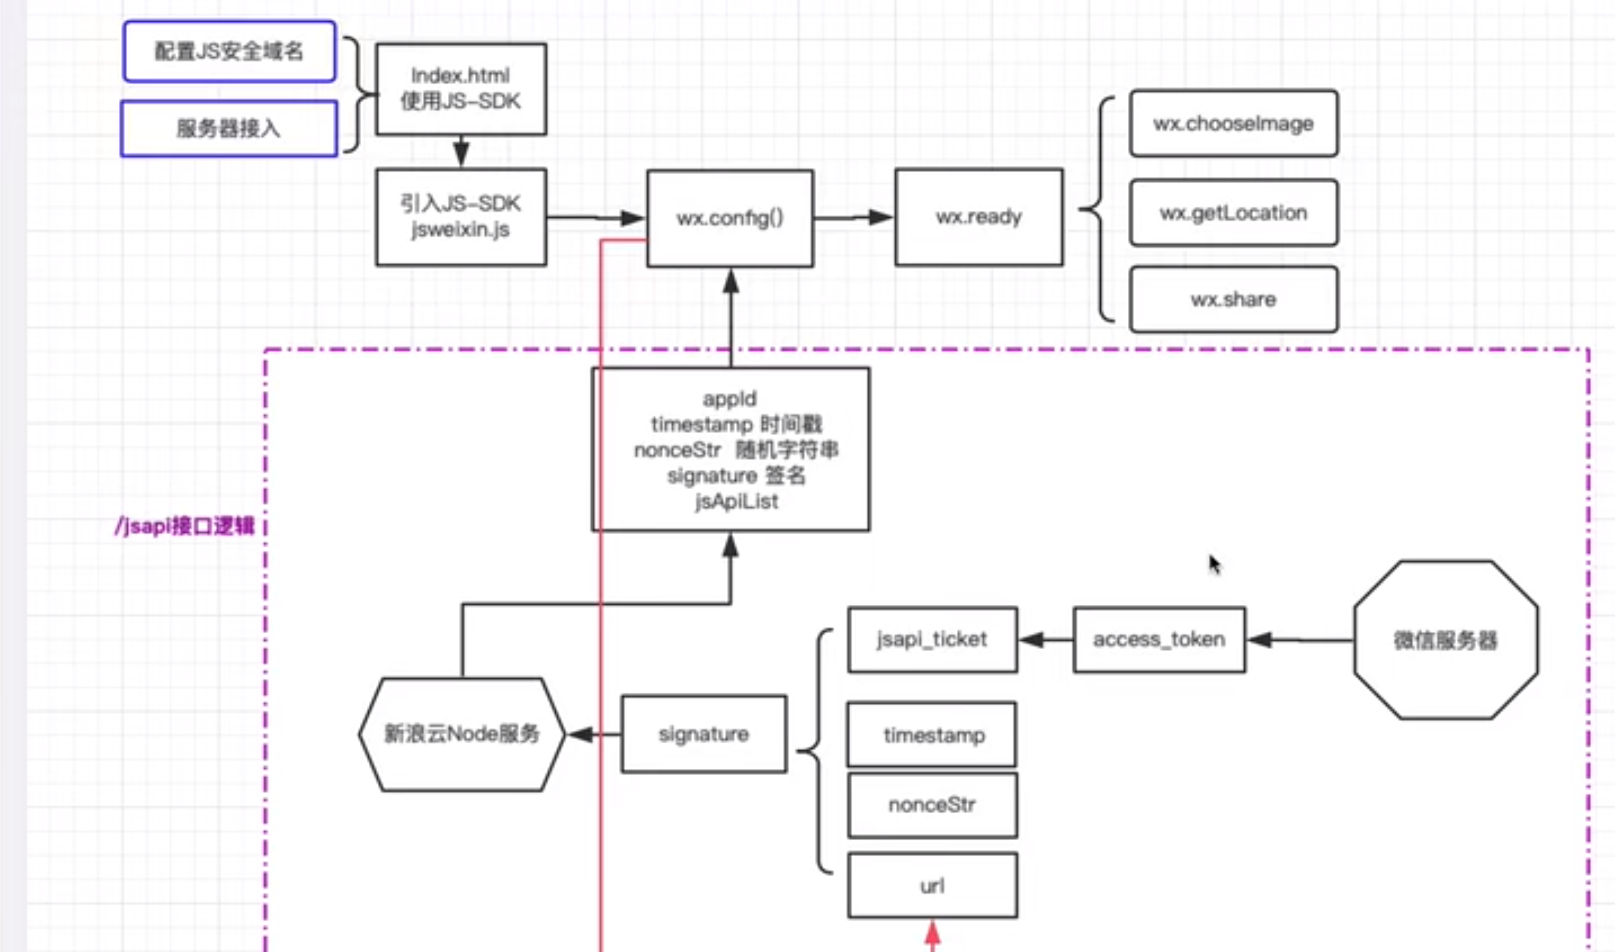 配置JS安全域名
服务器接入
Index.html
使用JS-SDK
引入JS-SDK
jsweixin.js
wx.config()
wx.ready
wx.chooseImage
wx.getLocation
wx.share
/jsapi接口逻辑
appId
timestamp 时间戳
nonceStr 随机字符串
signature 签名
jsApiList
新浪云Node服务
signature
jsapi_ticket
timestamp
nonceStr
url
access_token
微信服务器